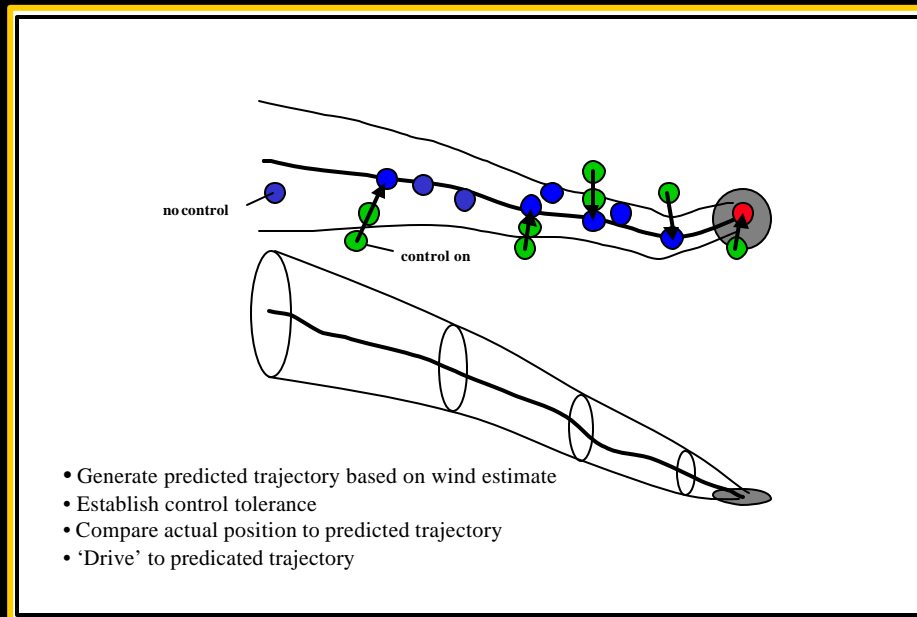 no control
control on
• Generate predicted trajectory based on wind estimate
• Establish control tolerance
• Compare actual position to predicted trajectory
• ‘Drive’ to predicated trajectory